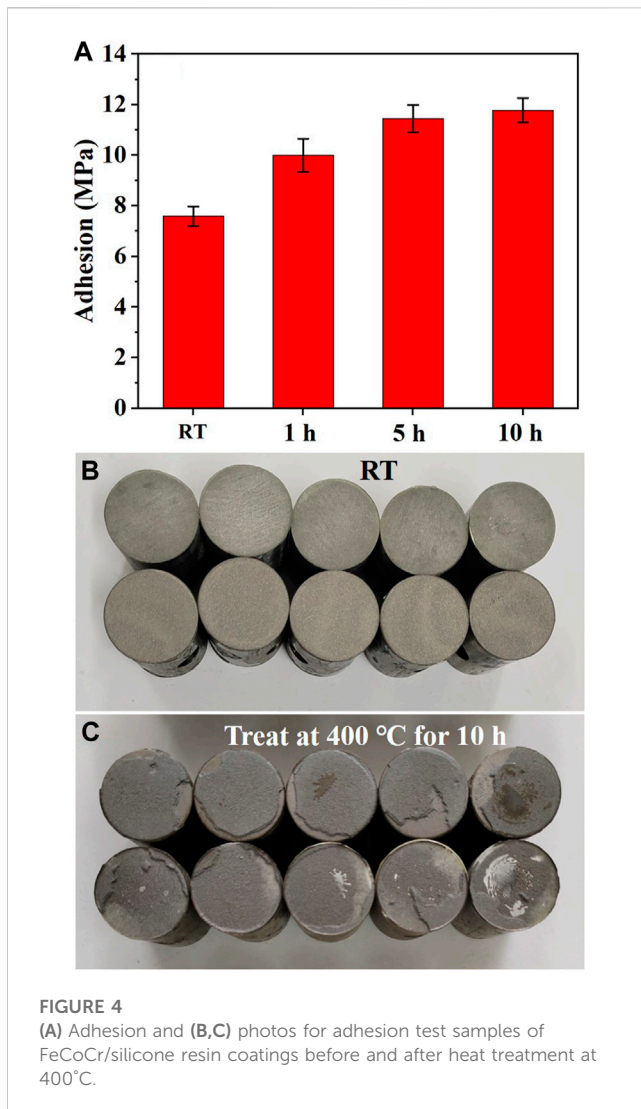 A
14
12
10
8
6
4
2
0
Adhesion (MPa)
RT 1 h 5 h 10 h
B RT
C Treat at 400 °C for 10 h
FIGURE 4
(A) Adhesion and (B,C) photos for adhesion test samples of
FeCoCr/silicone resin coatings before and after heat treatment at
400°C.